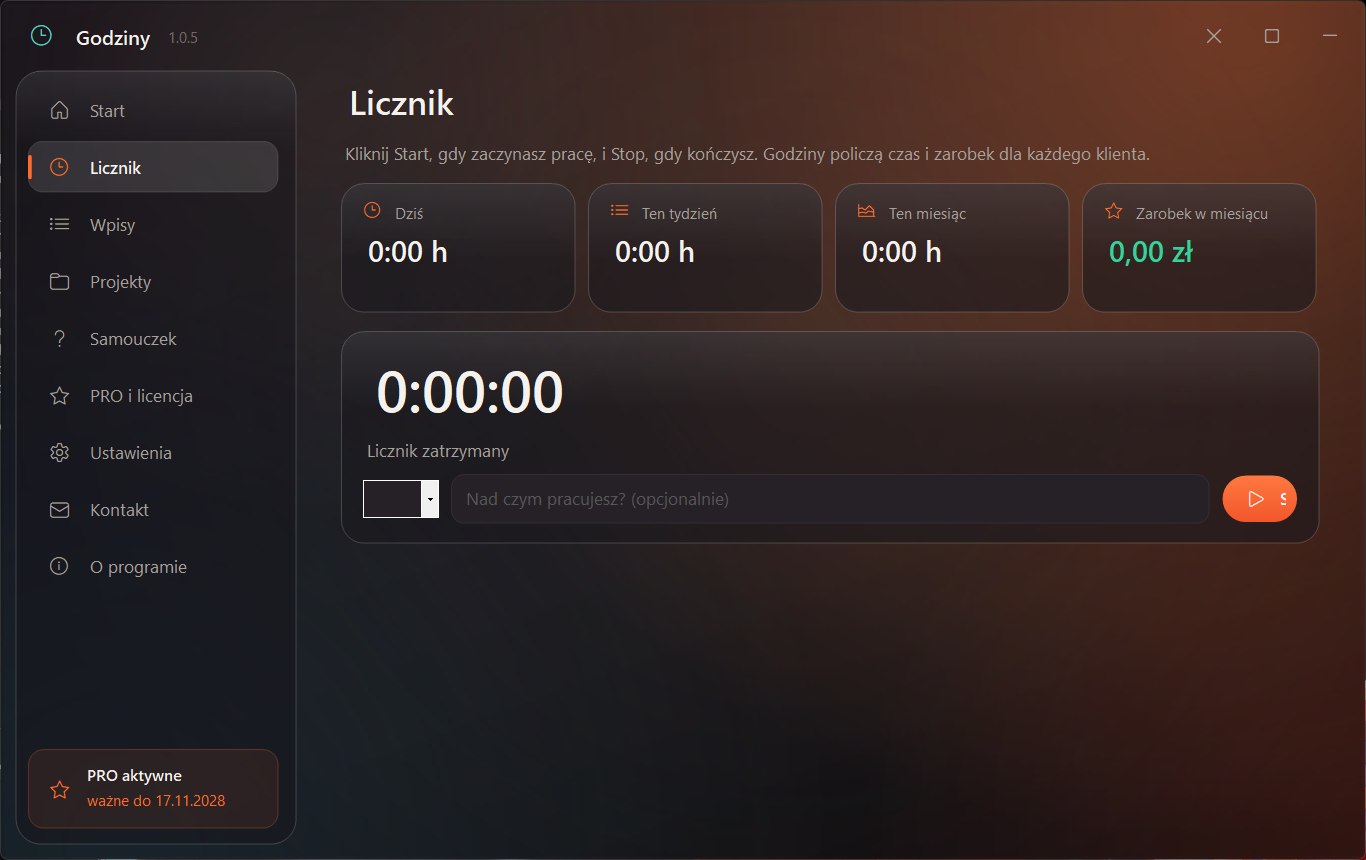 Godziny 1.0.5
Start
Licznik
Wpisy
Projekty
Samouczek
PRO i licencja
Ustawienia
Kontakt
O programie
PRO aktywne
ważne do 17.11.2028
Licznik
Kliknij Start, gdy zaczynasz pracę, i Stop, gdy kończysz. Godziny policzą czas i zarobek dla każdego klienta.
Dziś
0:00 h
Ten tydzień
0:00 h
Ten miesiąc
0:00 h
Zarobek w miesiącu
0,00 zł
0:00:00
Licznik zatrzymany
Nad czym pracujesz? (opcjonalnie)